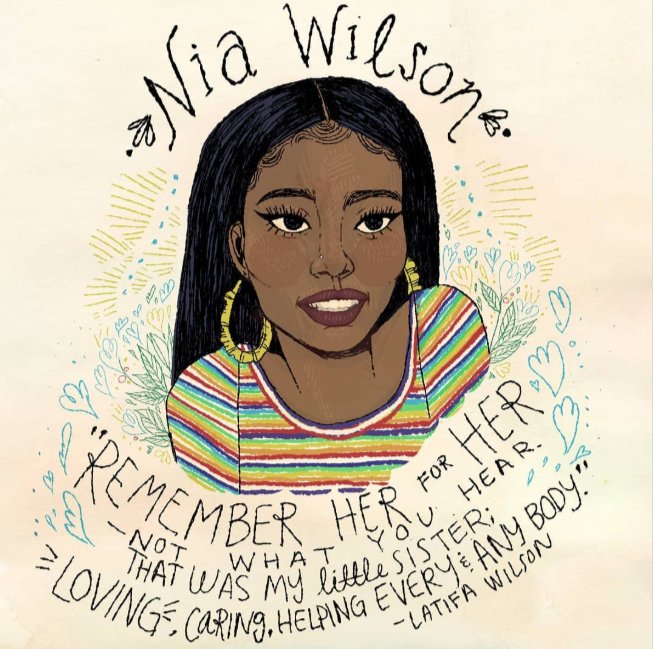 Nia Wilson
"REMEMBER HER FOR HER
—NOT WHAT YOU HEAR.
THAT WAS MY little SISTER;
LOVING, CARING, HELPING EVERY & ANY BODY."
-LATIFA WILSON